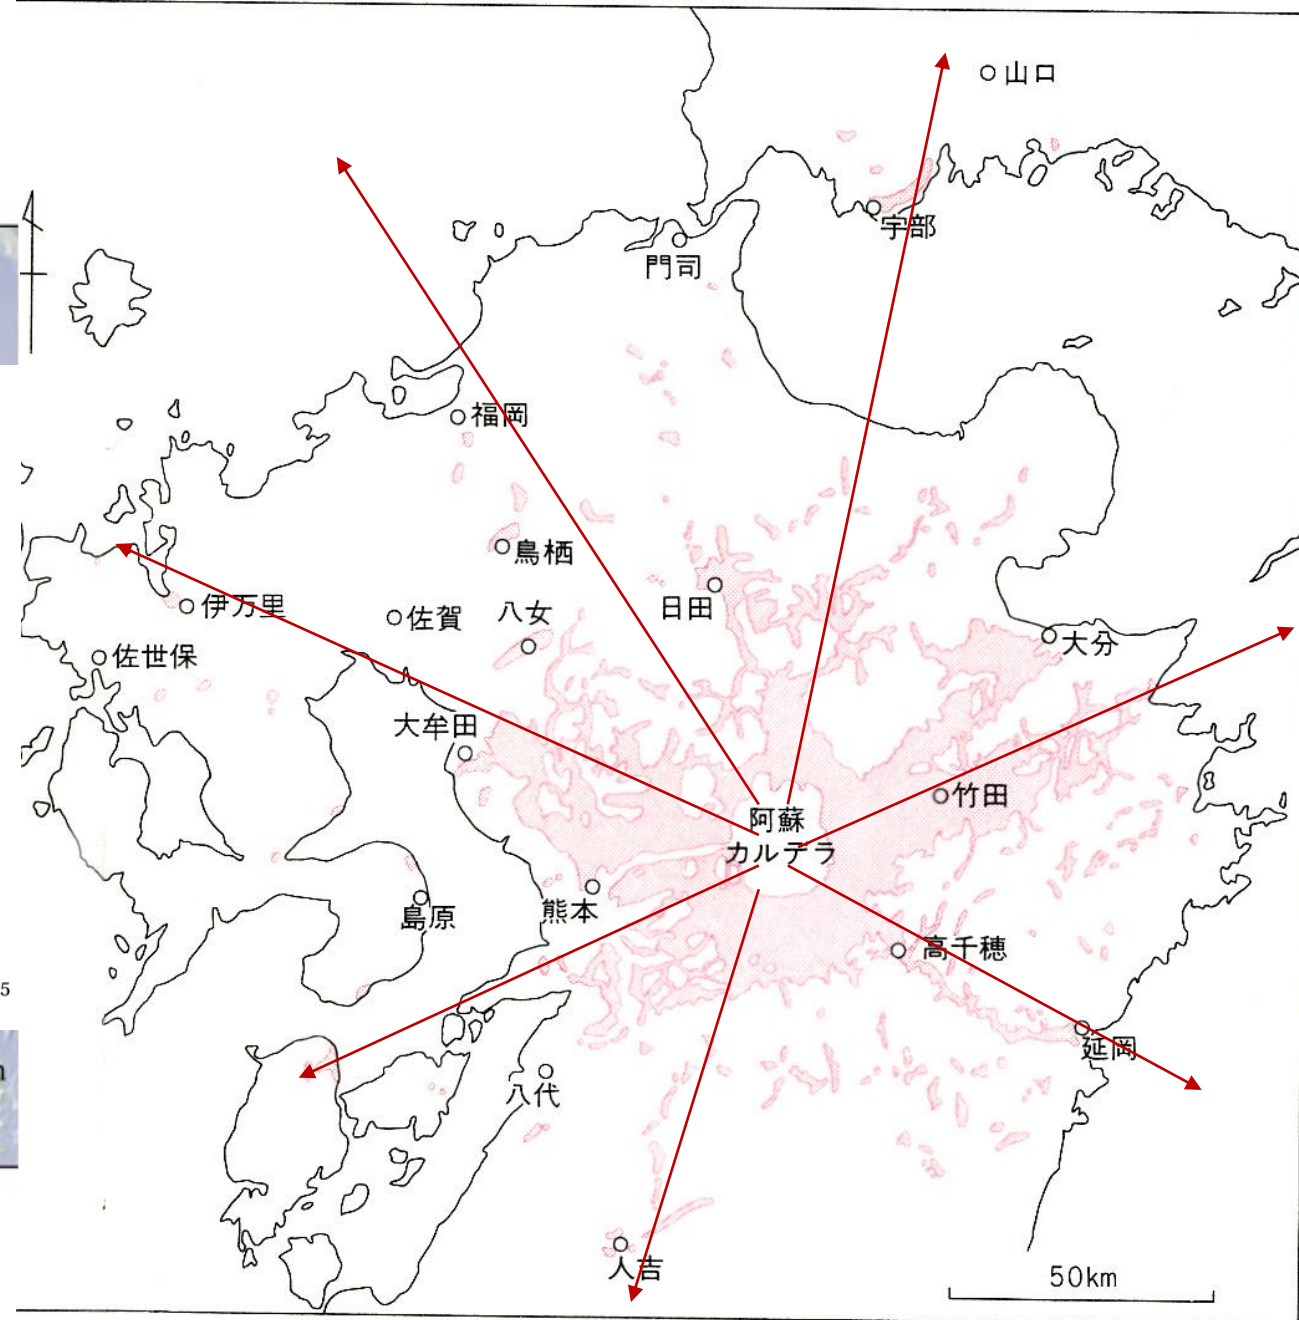 山口
宇部
門司
福岡
鳥栖
伊万里
佐賀
八女
日田
大分
佐世保
大牟田
竹田
阿蘇
カルデラ
熊本
島原
高千穂
5
延岡
八代
人吉
50km